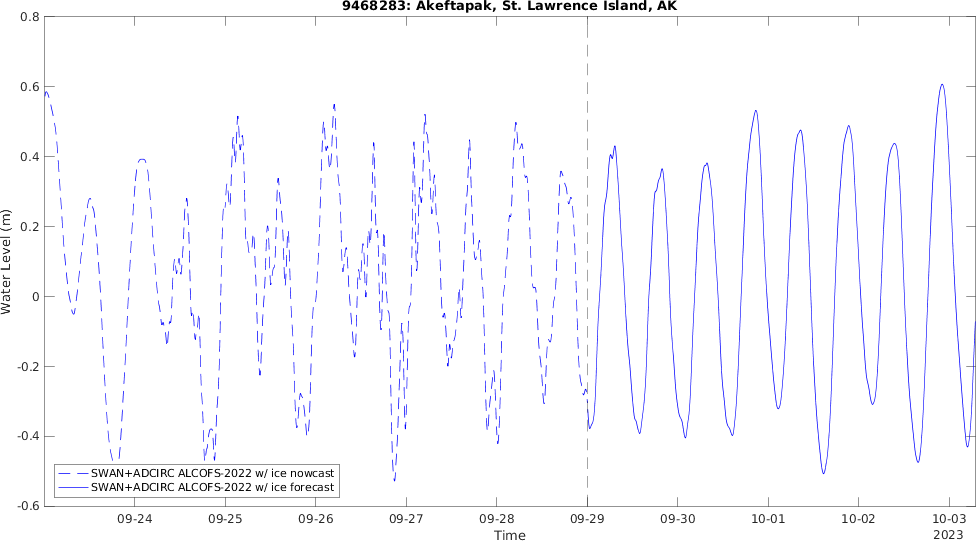 9468283: Akeftapak, St. Lawrence Island, AK
0.8
0.6
0.4
0.2
0
-0.2
-0.4
-0.6
Water Level (m)
SWAN+ADCIRC ALCOFS-2022 w/ ice nowcast
SWAN+ADCIRC ALCOFS-2022 w/ ice forecast
09-24 09-25 09-26 09-27 09-28 09-29 09-30 10-01 10-02 10-03
2023
Time